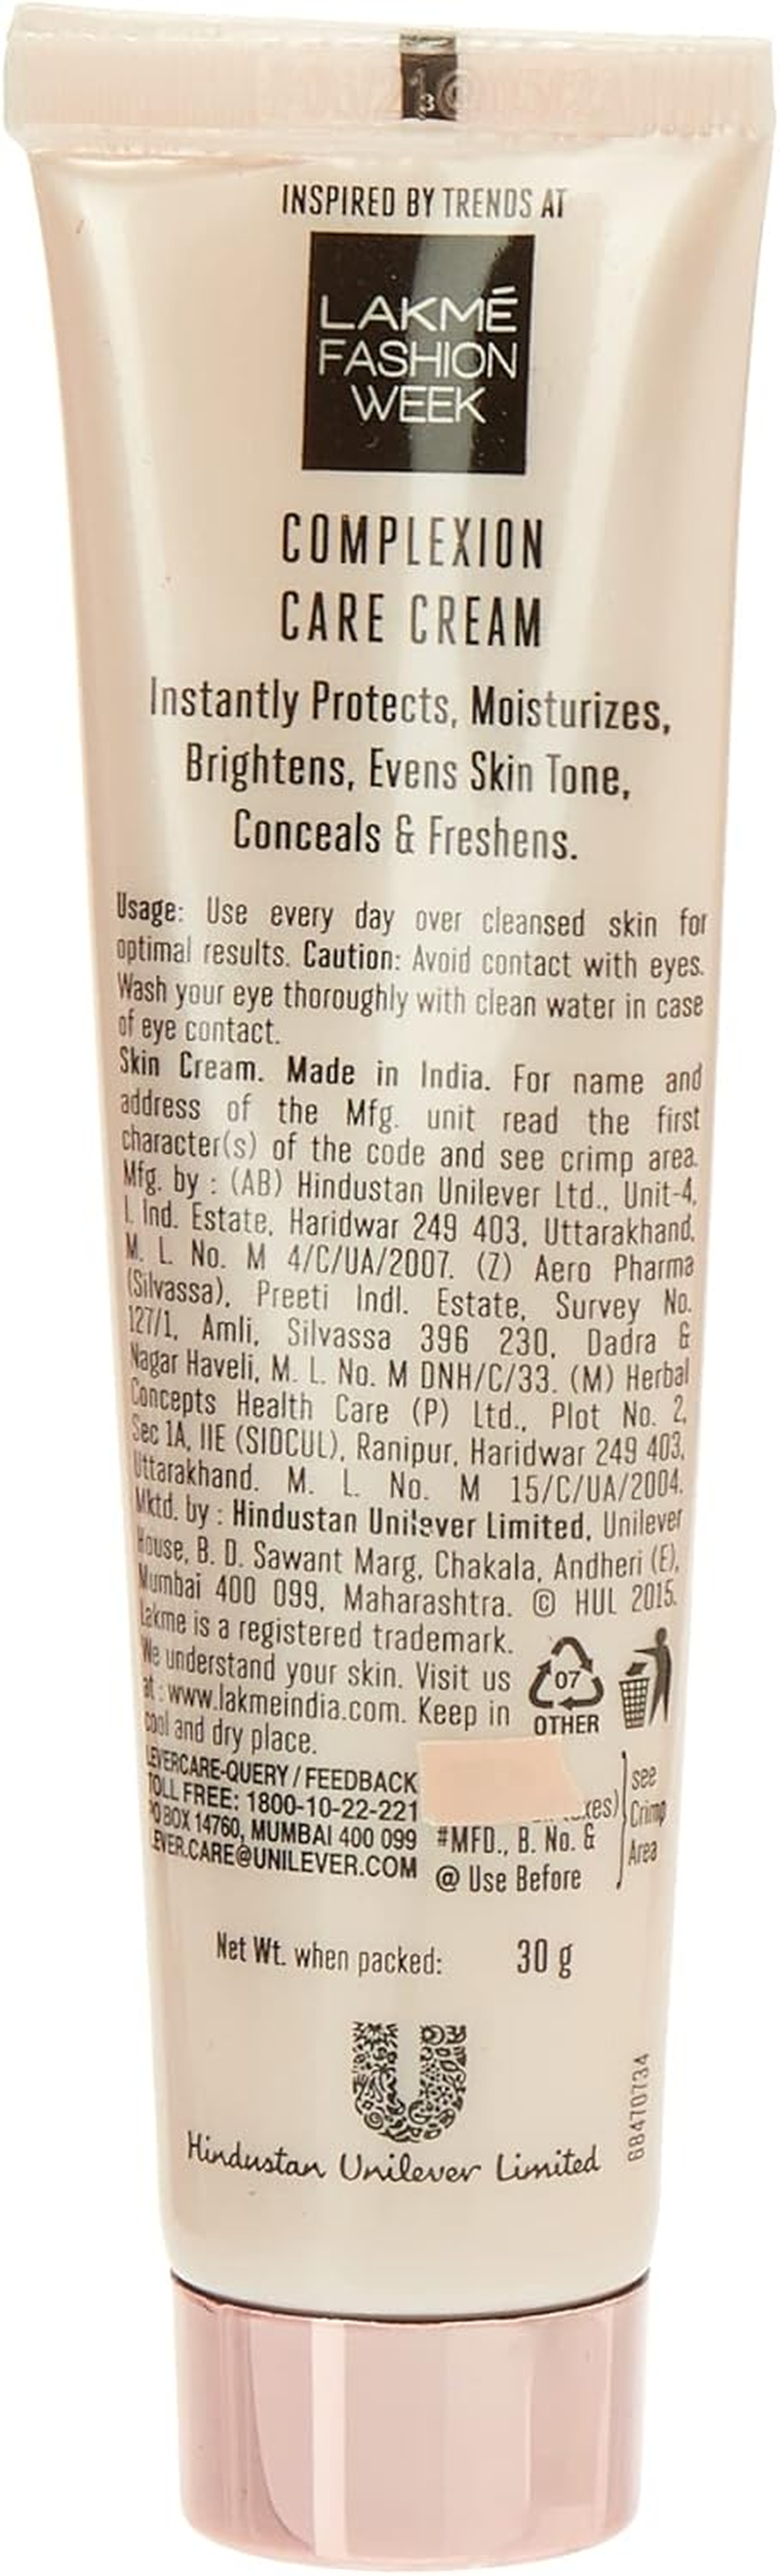 INSPIRED BY TRENDS AT
LAKMÉ
FASHION
WEEK
COMPLEXION
CARE CREAM
Instantly Protects, Moisturizes,
Brightens, Evens Skin Tone,
Conceals & Freshens.
Usage: Use every day over cleansed skin for
optimal results. Caution: Avoid contact with eyes.
Wash your eye thoroughly with clean water in case
of eye contact.
Skin Cream. Made in India. For name and
address of the Mfg. unit read the first
character(s) of the code and see crimp area.
Mfg. by : (AB) Hindustan Unilever Ltd., Unit-4,
I. Ind. Estate, Haridwar 249 403, Uttarakhand,
M. L. No. M 4/C/UA/2007. (Z) Aero Pharma
(Silvassa), Preeti Indl. Estate, Survey No.
127/1, Amli, Silvassa 396 230, Dadra &
Nagar Haveli, M. L. No. M DNH/C/33. (M) Herbal
Concepts Health Care (P) Ltd., Plot No. 2,
Sec 1A, IIE (SIDCUL), Ranipur, Haridwar 249 403,
Uttarakhand. M. L. No. M 15/C/UA/2004.
Mktd. by : Hindustan Unilever Limited, Unilever
House, B. D. Sawant Marg, Chakala, Andheri (E),
Mumbai 400 099, Maharashtra. © HUL 2015.
Lakme is a registered trademark.
We understand your skin. Visit us
at : www.lakmeindia.com. Keep in
cool and dry place.
07
OTHER
LEVERCARE-QUERY / FEEDBACK
TOLL FREE: 1800-10-22-221
PO BOX 14760, MUMBAI 400 099
LEVER.CARE@UNILEVER.COM
#MFD., B. No. &
@ Use Before
see
Crimp
Area
Net Wt. when packed: 30 g
Hindustan Unilever Limited
68470734